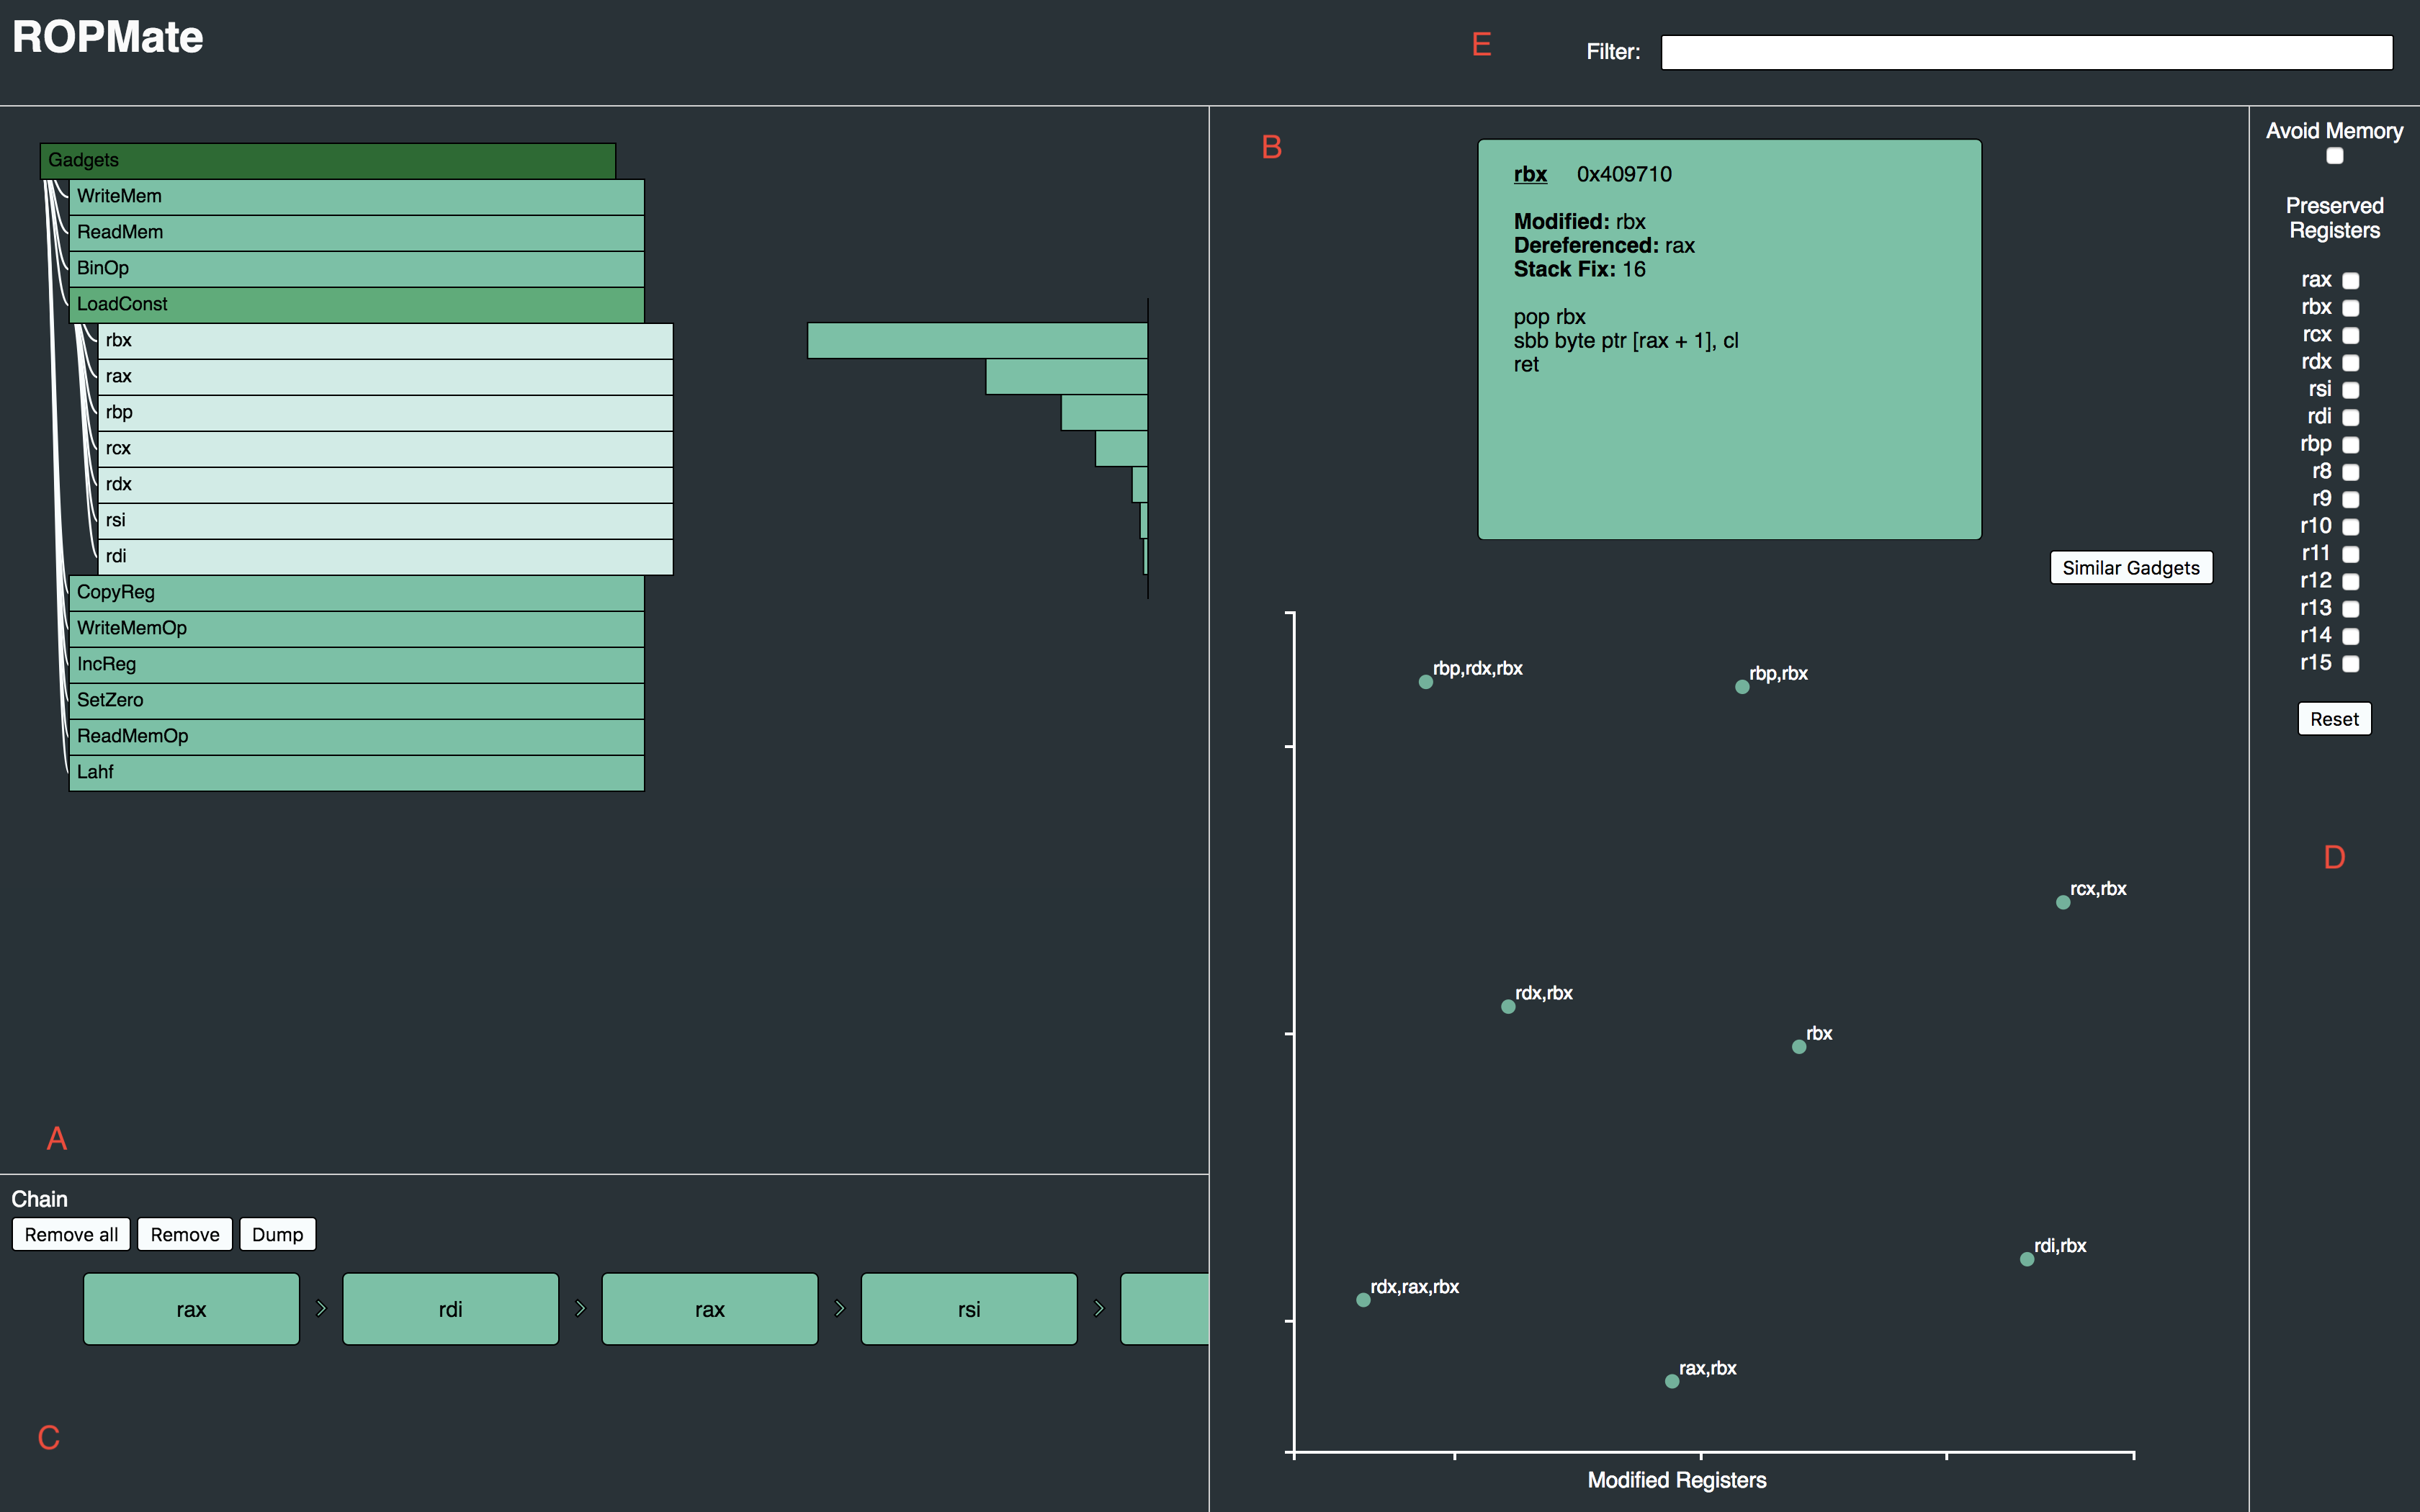 ROPMate
E
Filter:
Gadgets
WriteMem
ReadMem
BinOp
LoadConst
rbx
rax
rbp
rcx
rdx
rsi
rdi
CopyReg
WriteMemOp
IncReg
SetZero
ReadMemOp
Lahf
A
Chain
Remove all Remove Dump
rax > rdi > rax > rsi >
C
B
rbx 0x409710
Modified: rbx
Dereferenced: rax
Stack Fix: 16
pop rbx
sbb byte ptr [rax + 1], cl
ret
Similar Gadgets
rbp,rdx,rbx
rbp,rbx
rcx,rbx
rdx,rbx
rbx
rdi,rbx
rdx,rax,rbx
rax,rbx
Modified Registers
Avoid Memory
Preserved
Registers
rax
rbx
rcx
rdx
rsi
rdi
rbp
r8
r9
r10
r11
r12
r13
r14
r15
Reset
D